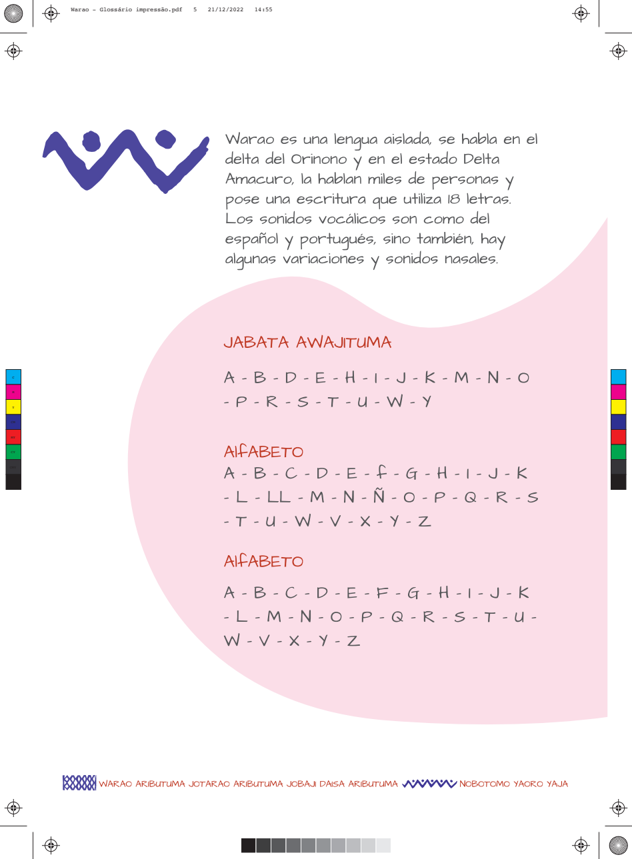 Warao - Glossário impressão.pdf   5   21/12/2022   14:55
Warao es una lengua aislada, se habla en el
delta del Orinono y en el estado Delta
Amacuro, la hablan miles de personas y
pose una escritura que utiliza 18 letras.
Los sonidos vocálicos son como del
español y portugués, sino también, hay
algunas variaciones y sonidos nasales.
JABATA AWAJITUMA
A - B - D - E - H - I - J - K - M - N - O
- P - R - S - T - U - W - Y
AlfABETO
A - B - C - D - E - f - G - H - I - J - K
- L - LL - M - N - Ñ - O - P - Q - R - S
- T - U - W - V - X - Y - Z
AlfABETO
A - B - C - D - E - F - G - H - I - J - K
- L - M - N - O - P - Q - R - S - T - U -
W - V - X - Y - Z
WARAO ARIBUTUMA JOTARAO ARIBUTUMA JOBAJI DAISA ARIBUTUMA NOBOTOMO YAORO YAJA